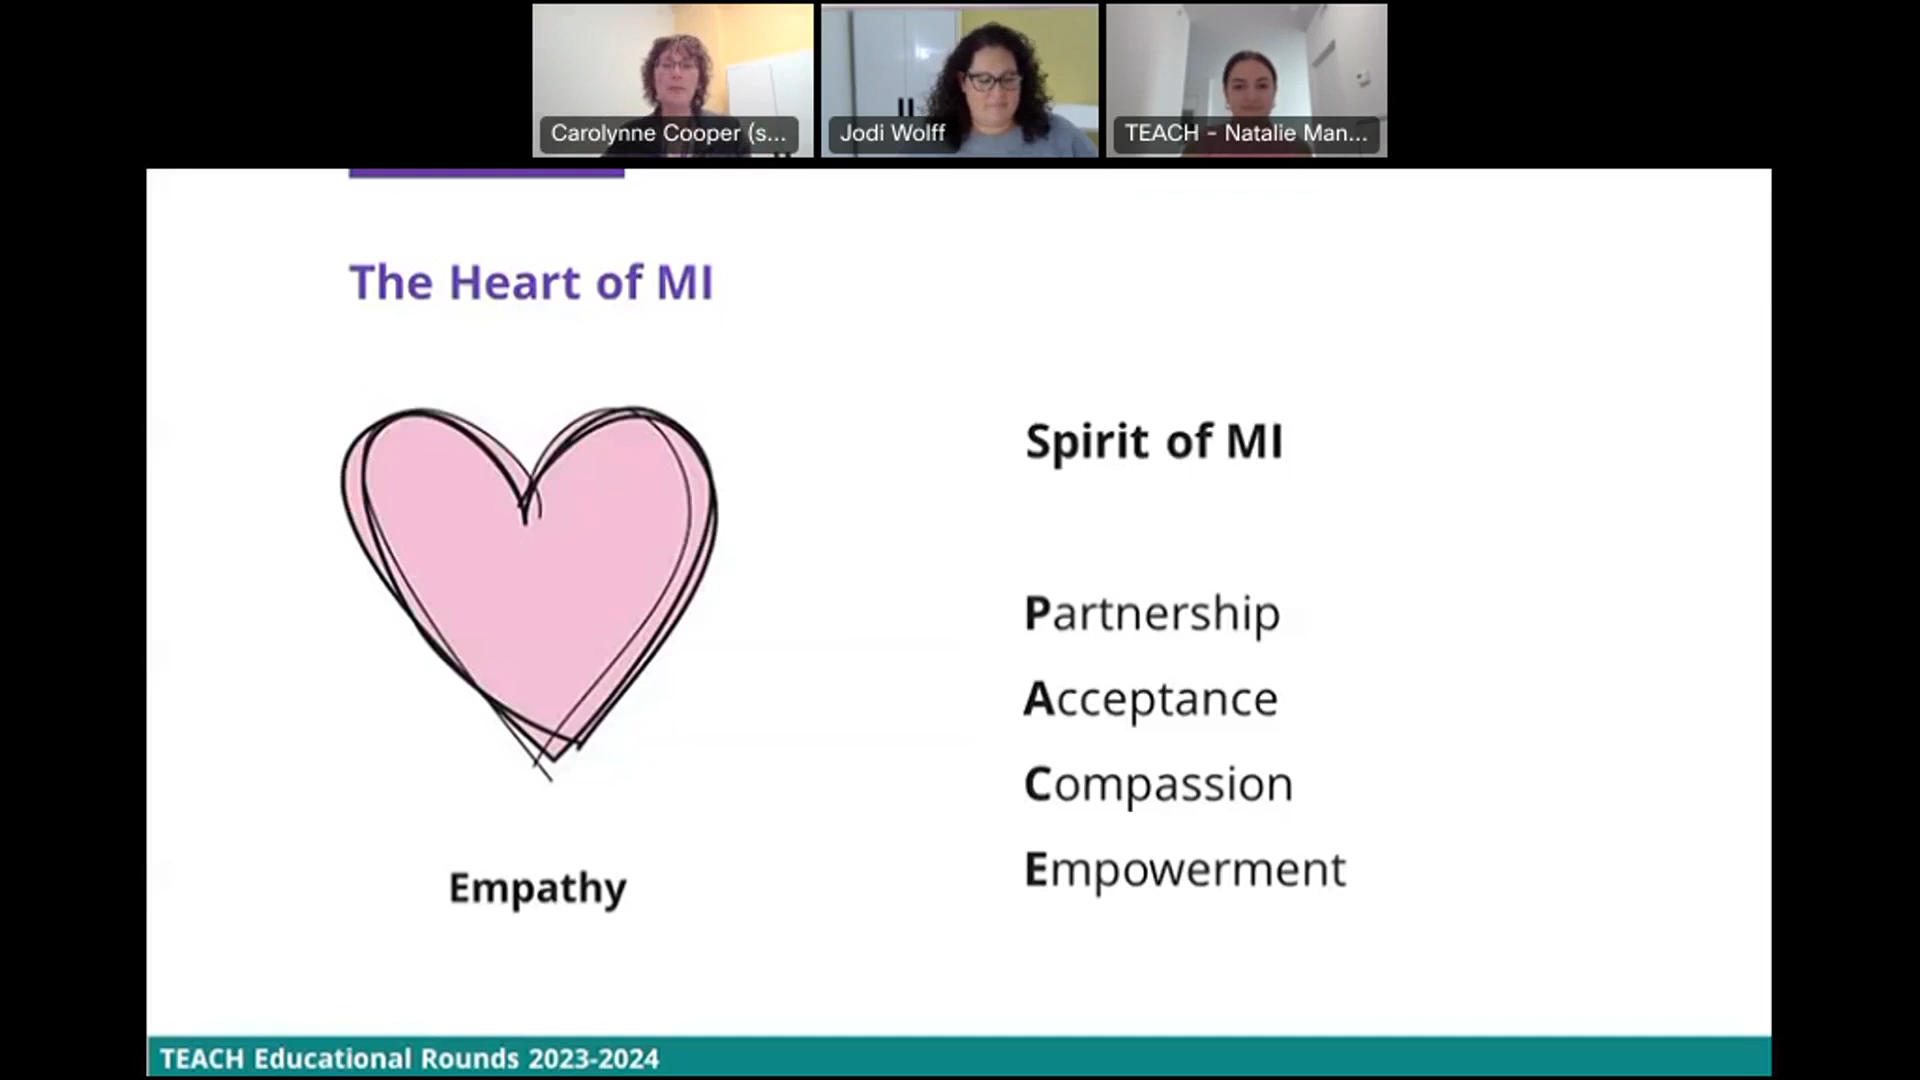 Carolynne Cooper (s...
Jodi Wolff
TEACH - Natalie Man...
The Heart of MI
Spirit of MI
Partnership
Acceptance
Compassion
Empowerment
Empathy
TEACH Educational Rounds 2023-2024